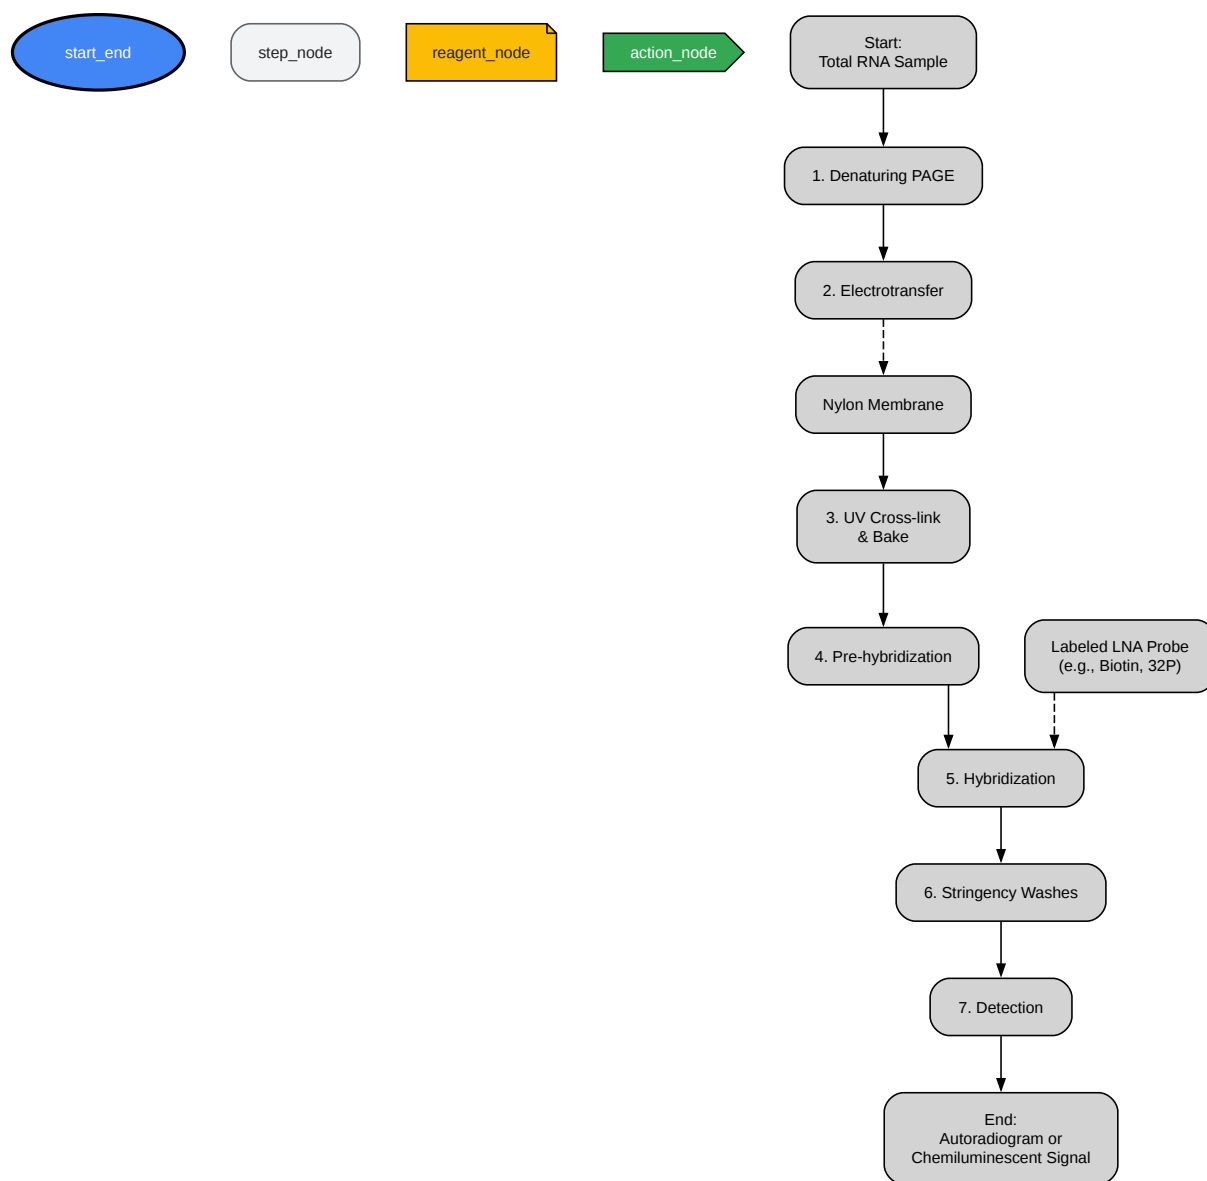 start_end
step_node
reagent_node
action_node
Start:
Total RNA Sample
1. Denaturing PAGE
2. Electrotransfer
Nylon Membrane
3. UV Cross-link
& Bake
4. Pre-hybridization
Labeled LNA Probe
(e.g., Biotin, 32P)
5. Hybridization
6. Stringency Washes
7. Detection
End:
Autoradiogram or
Chemiluminescent Signal